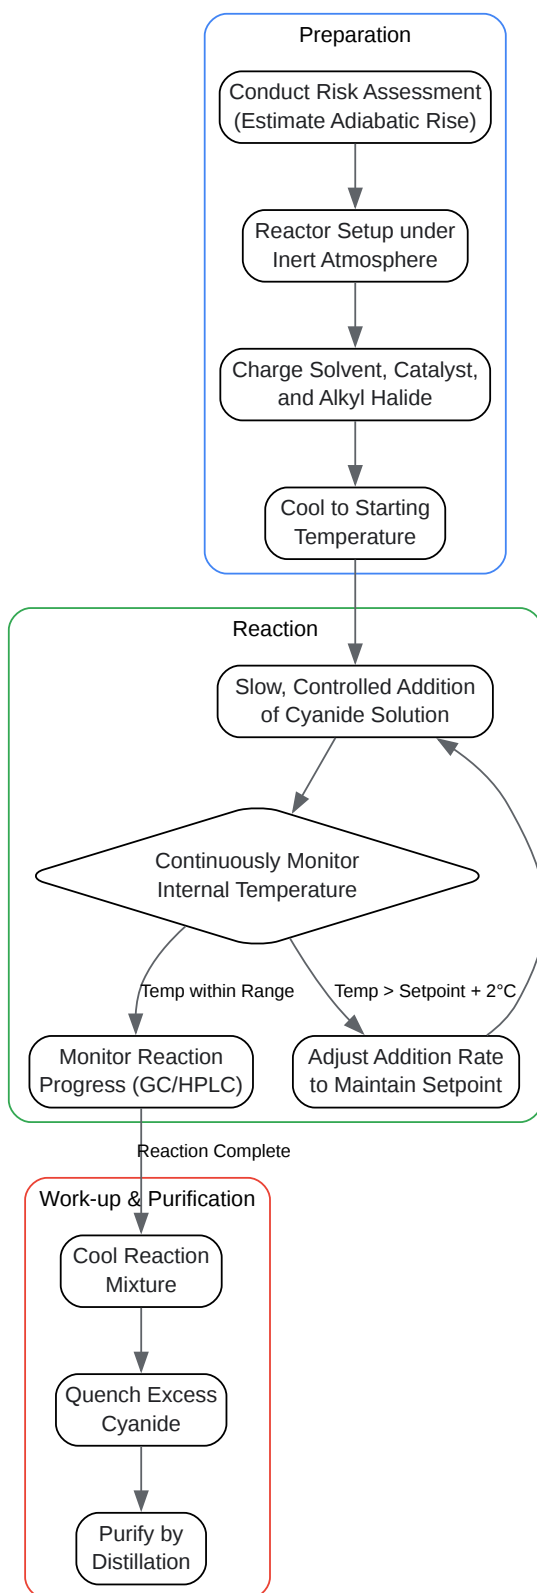 Preparation
Conduct Risk Assessment
(Estimate Adiabatic Rise)
Reactor Setup under
Inert Atmosphere
Charge Solvent, Catalyst,
and Alkyl Halide
Cool to Starting
Temperature
Reaction
Slow, Controlled Addition
of Cyanide Solution
Continuously Monitor
Internal Temperature
Temp within Range
Temp > Setpoint + 2°C
Monitor Reaction
Progress (GC/HPLC)
Adjust Addition Rate
to Maintain Setpoint
Reaction Complete
Work-up & Purification
Cool Reaction
Mixture
Quench Excess
Cyanide
Purify by
Distillation